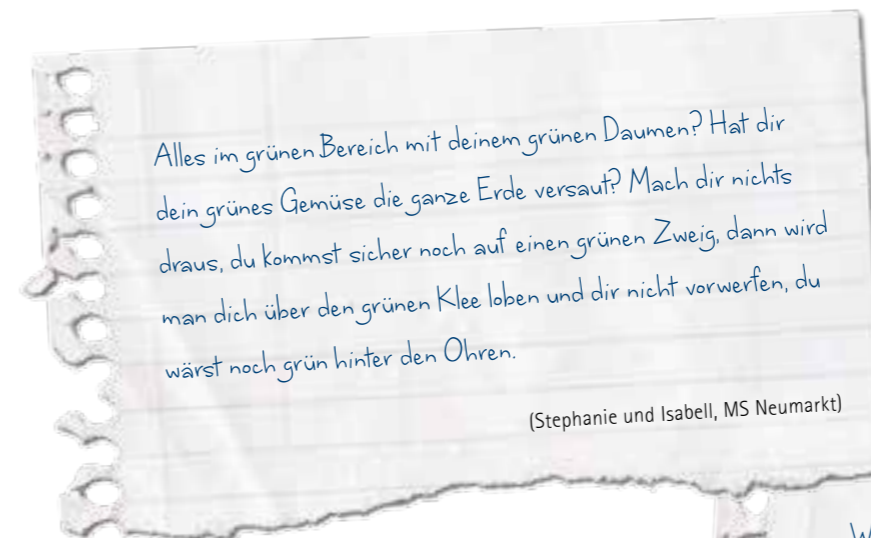 Alles im grünen Bereich mit deinem grünen Daumen? Hat dir
dein grünes Gemüse die ganze Erde versaut? Mach dir nichts
draus, du kommst sicher noch auf einen grünen Zweig, dann wird
man dich über den grünen Klee loben und dir nicht vorwerfen, du
wärst noch grün hinter den Ohren.
(Stephanie und Isabell, MS Neumarkt)